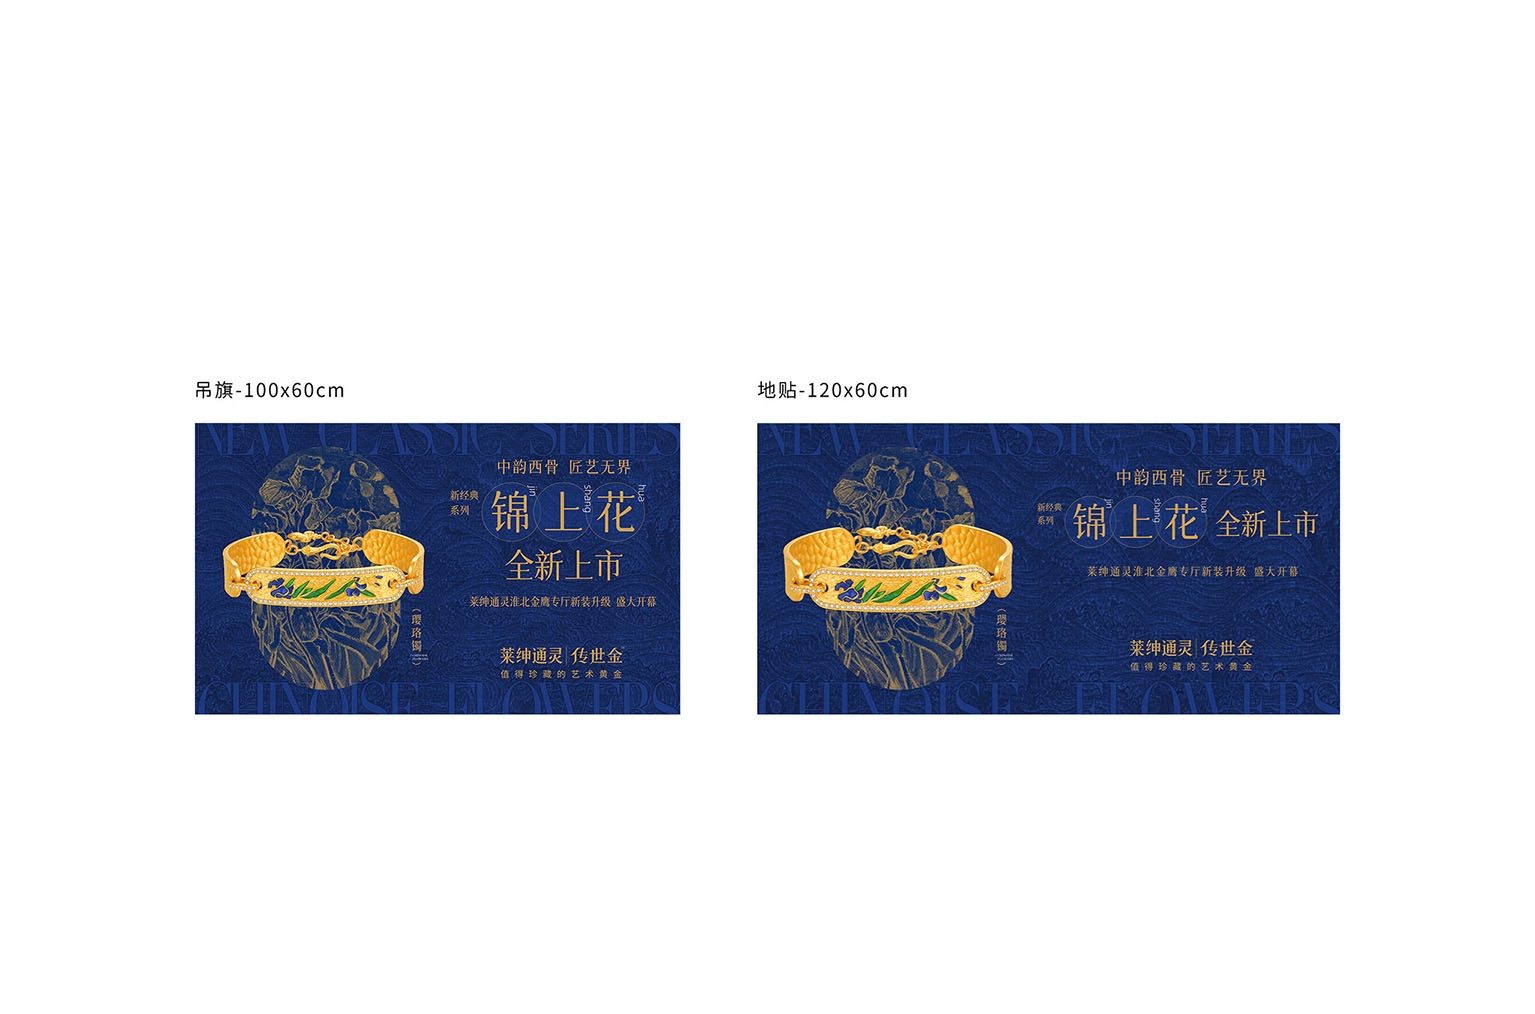 吊旗-100x60cm
NEW CLASSIC SERIES
中韵西骨 匠艺无界
新经典
系列
锦上花
jin shang hua
全新上市
莱绅通灵淮北金鹰专厅新装升级 盛大开幕
(璎珞镯)
莱绅通灵|传世金
值得珍藏的艺术黄金
CHINOISE FLOWERS
地贴-120x60cm
NEW CLASSIC SERIES
中韵西骨 匠艺无界
新经典
系列
锦上花 全新上市
jin shang hua
莱绅通灵淮北金鹰专厅新装升级 盛大开幕
(璎珞镯)
莱绅通灵|传世金
值得珍藏的艺术黄金
CHINOISE FLOWERS